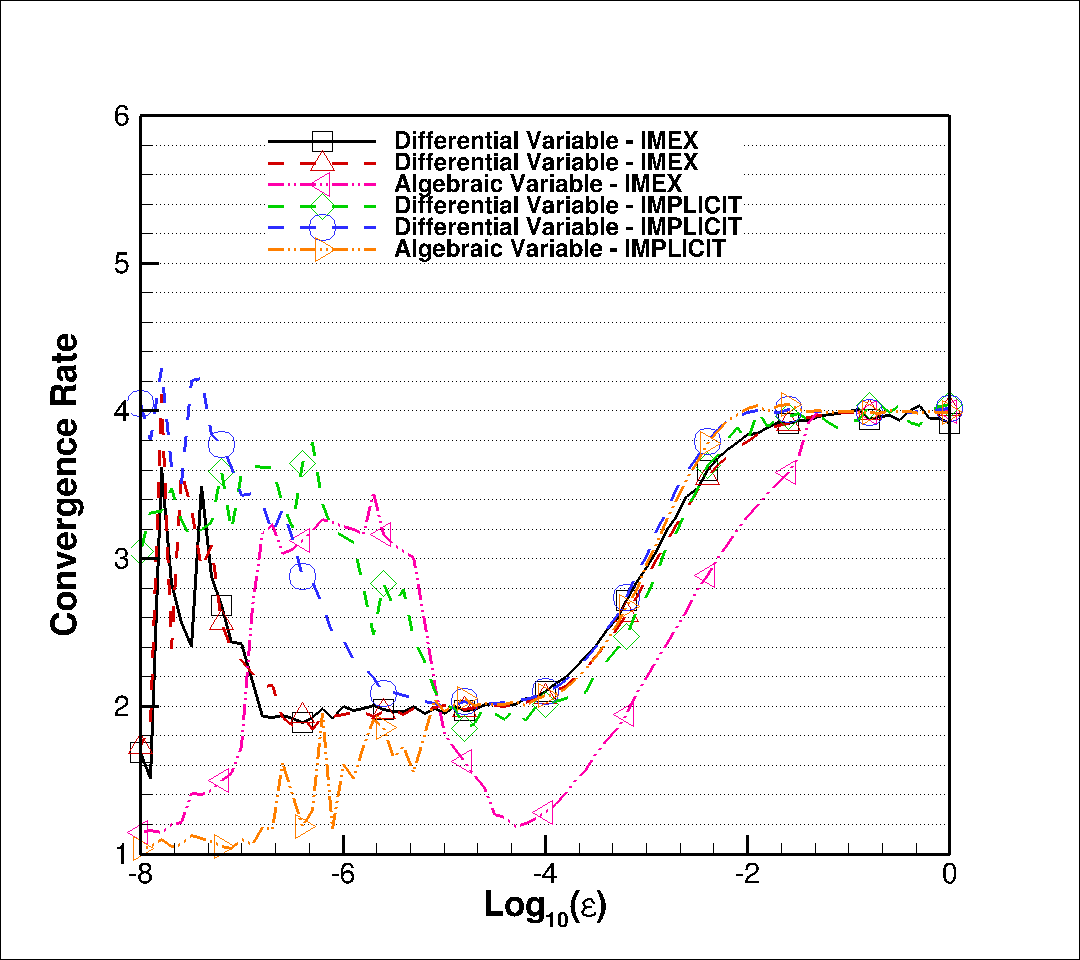 6
5
4
3
2
1
Convergence Rate
Differential Variable - IMEX
Differential Variable - IMEX
Algebraic Variable - IMEX
Differential Variable - IMPLICIT
Differential Variable - IMPLICIT
Algebraic Variable - IMPLICIT
-8 -6 -4 -2 0
Log10(ε)